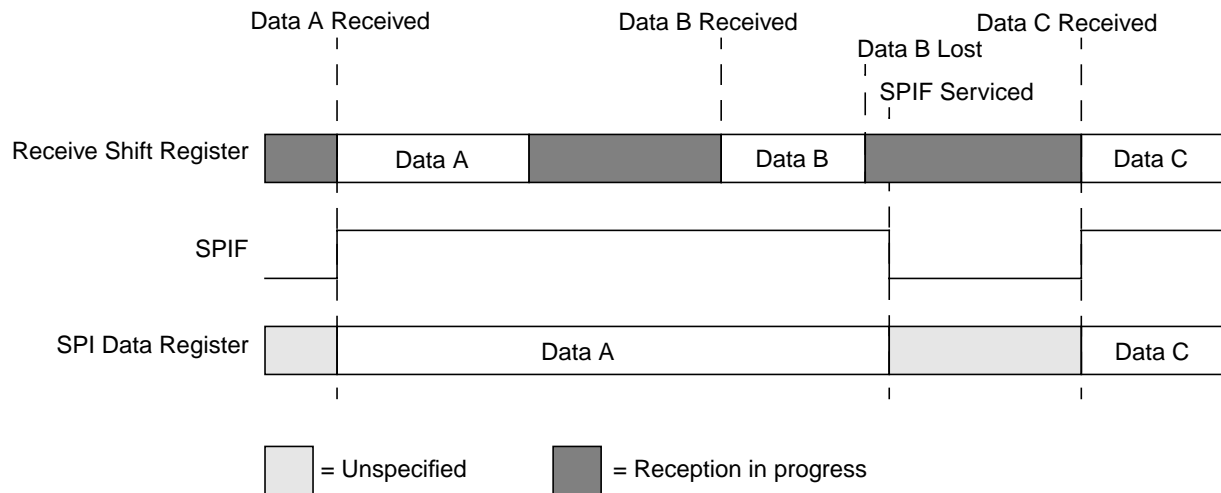 Data A Received
Data B Received
Data C Received
Data B Lost
SPIF Serviced
Receive Shift Register
Data A
Data B
Data C
SPIF
SPI Data Register
Data A
Data C
= Unspecified
= Reception in progress